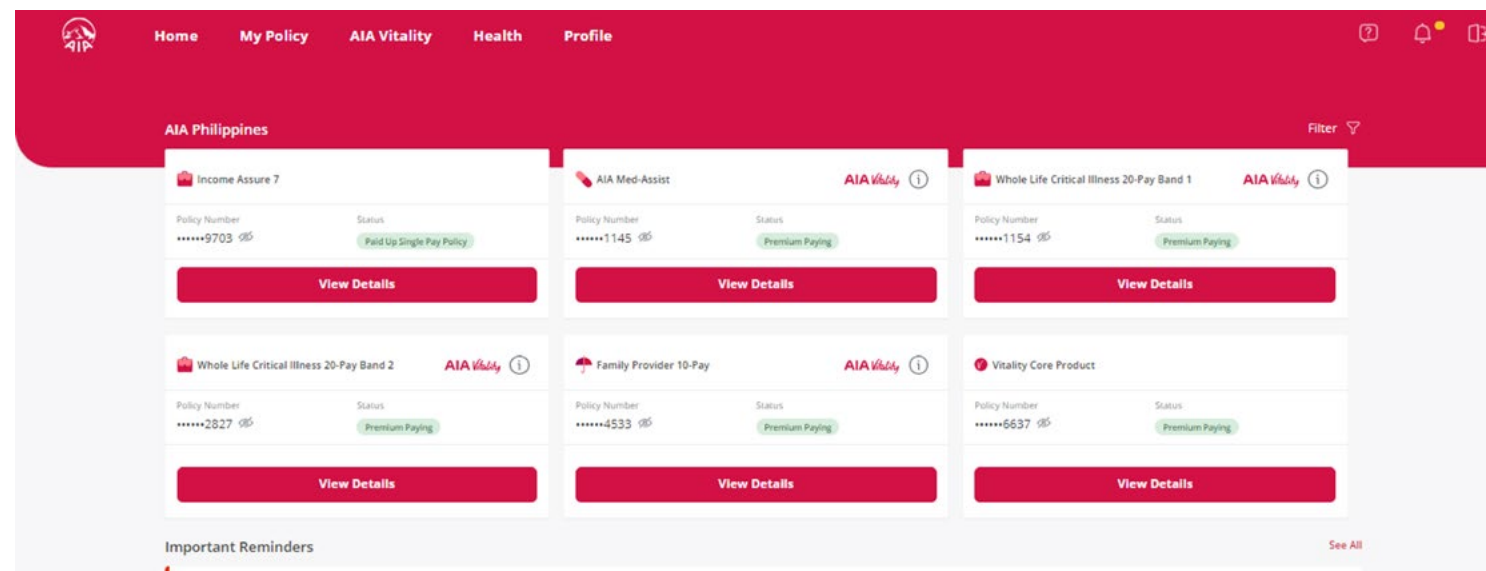 AIA
Home My Policy AIA Vitality Health Profile
AIA Philippines
Filter
Income Assure 7
Policy Number Status
••••••9703 Paid Up Single Pay Policy
View Details
AIA Med-Assist AIA Vitality
Policy Number Status
••••••1145 Premium Paying
View Details
Whole Life Critical Illness 20-Pay Band 1 AIA Vitality
Policy Number Status
••••••1154 Premium Paying
View Details
Whole Life Critical Illness 20-Pay Band 2 AIA Vitality
Policy Number Status
••••••2827 Premium Paying
View Details
Family Provider 10-Pay AIA Vitality
Policy Number Status
••••••4533 Premium Paying
View Details
Vitality Core Product
Policy Number Status
••••••6637 Premium Paying
View Details
Important Reminders
See All